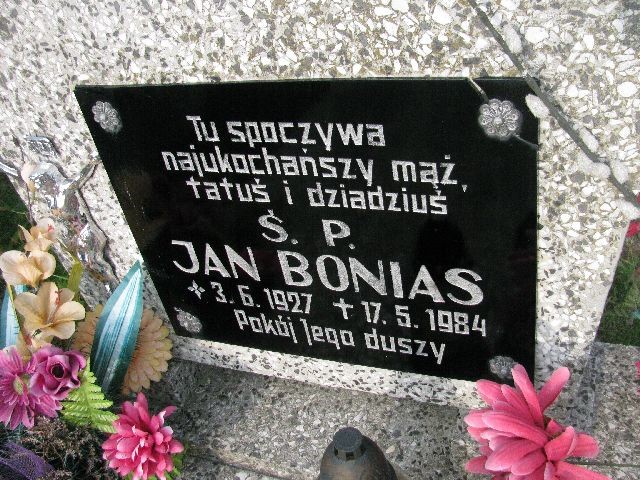 Tu spoczywa
najukochańszy mąż,
tatuś i dziadziuś
Ś. P.
JAN BONIAS
* 3. 6. 1927 + 17. 5. 1984
Pokój Jego duszy